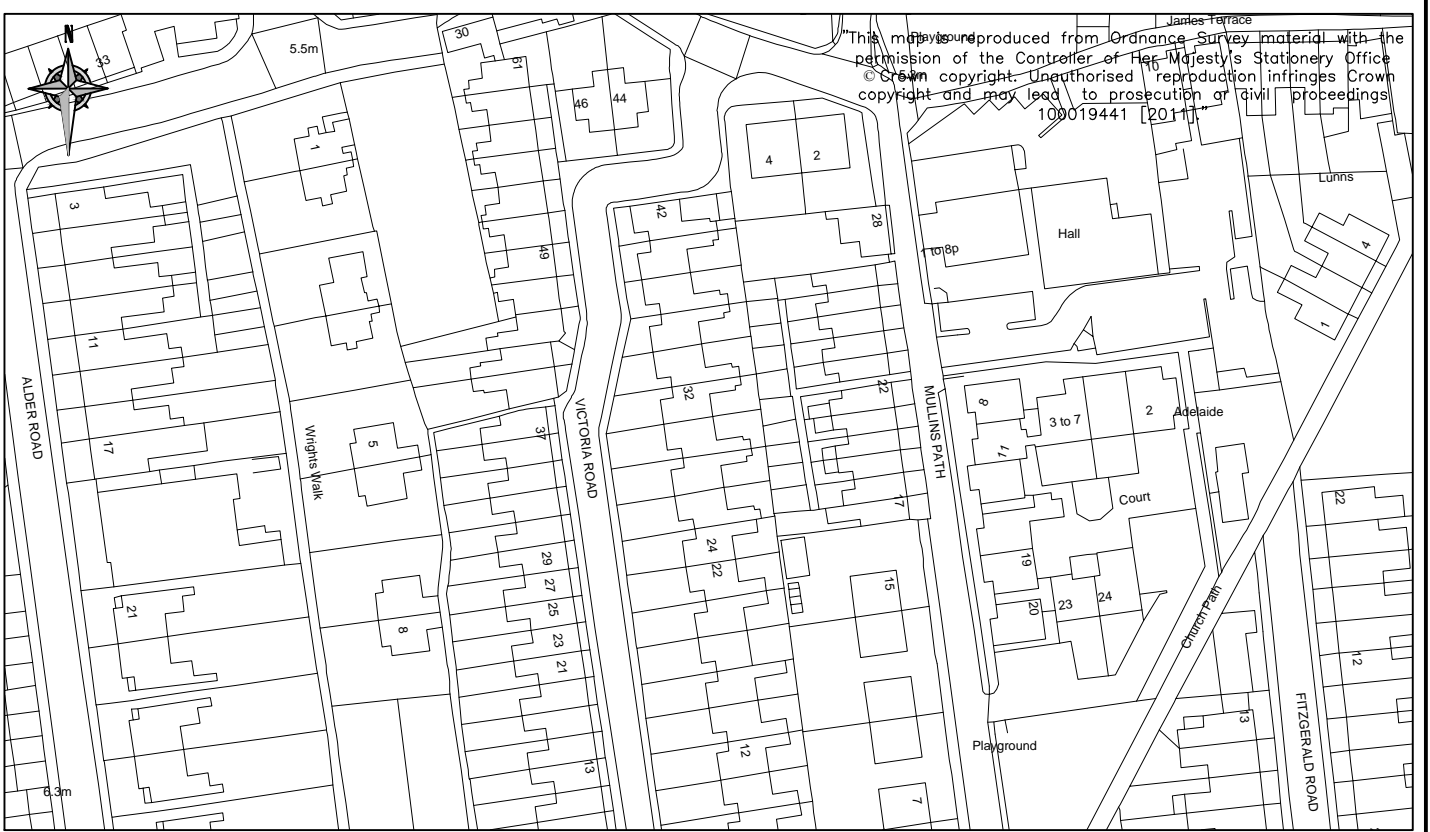 N
James Terrace
"This map is reproduced from Ordnance Survey material with the
permission of the Controller of Her Majesty's Stationery Office
© Crown copyright. Unauthorised reproduction infringes Crown
copyright and may lead to prosecution or civil proceedings
100019441 [2011]."
Playground
10
30
5.5m
33
61
46
44
1
4
2
Lunns
3
42
28
Hall
49
1 to 8p
4
1
11
ALDER ROAD
32
22
MULLINS PATH
8
3 to 7
2
Adelaide
VICTORIA ROAD
37
5
Wrights Walk
17
11
17
Court
22
24
22
29
27
25
23
21
15
19
20
23
24
21
8
Church Path
12
13
FITZGERALD ROAD
Playground
12
13
7
6.3m